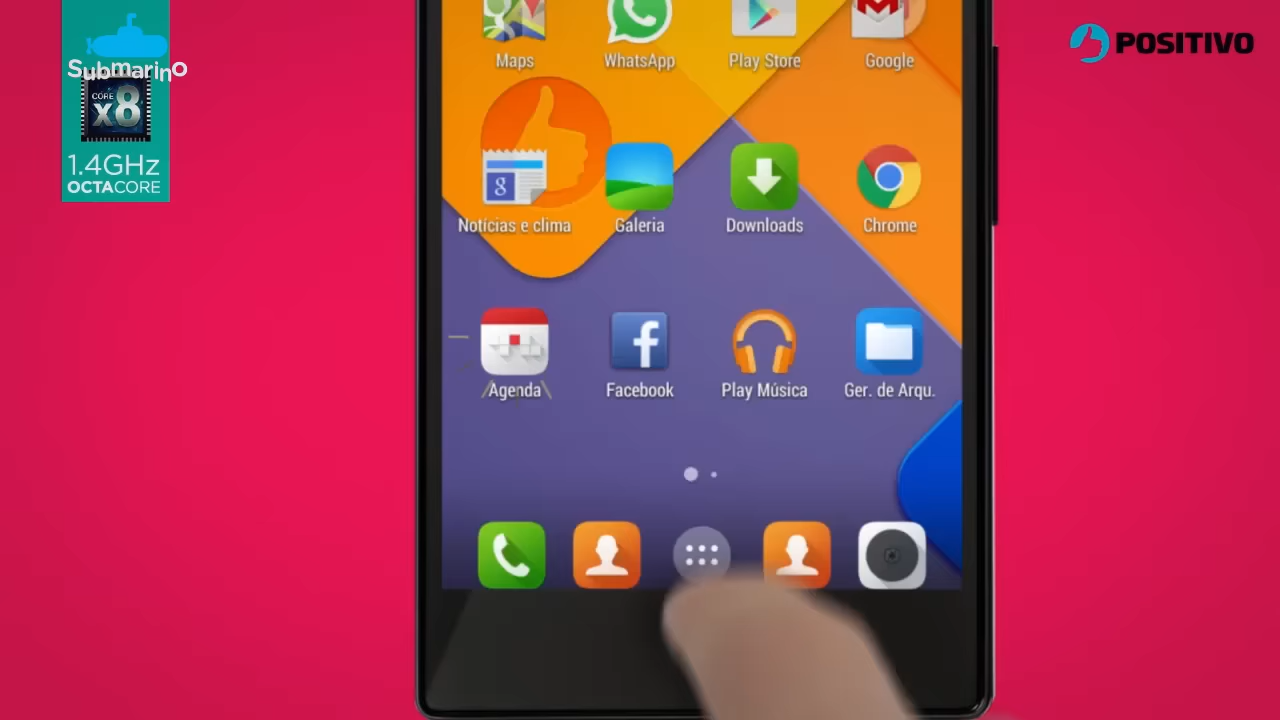 Submarino
CORE
x8
1.4GHz
OCTACORE
POSITIVO
Maps
WhatsApp
Play Store
Google
g
Notícias e clima
Galeria
Downloads
Chrome
f
Agenda
Facebook
Play Música
Ger. de Arqu.